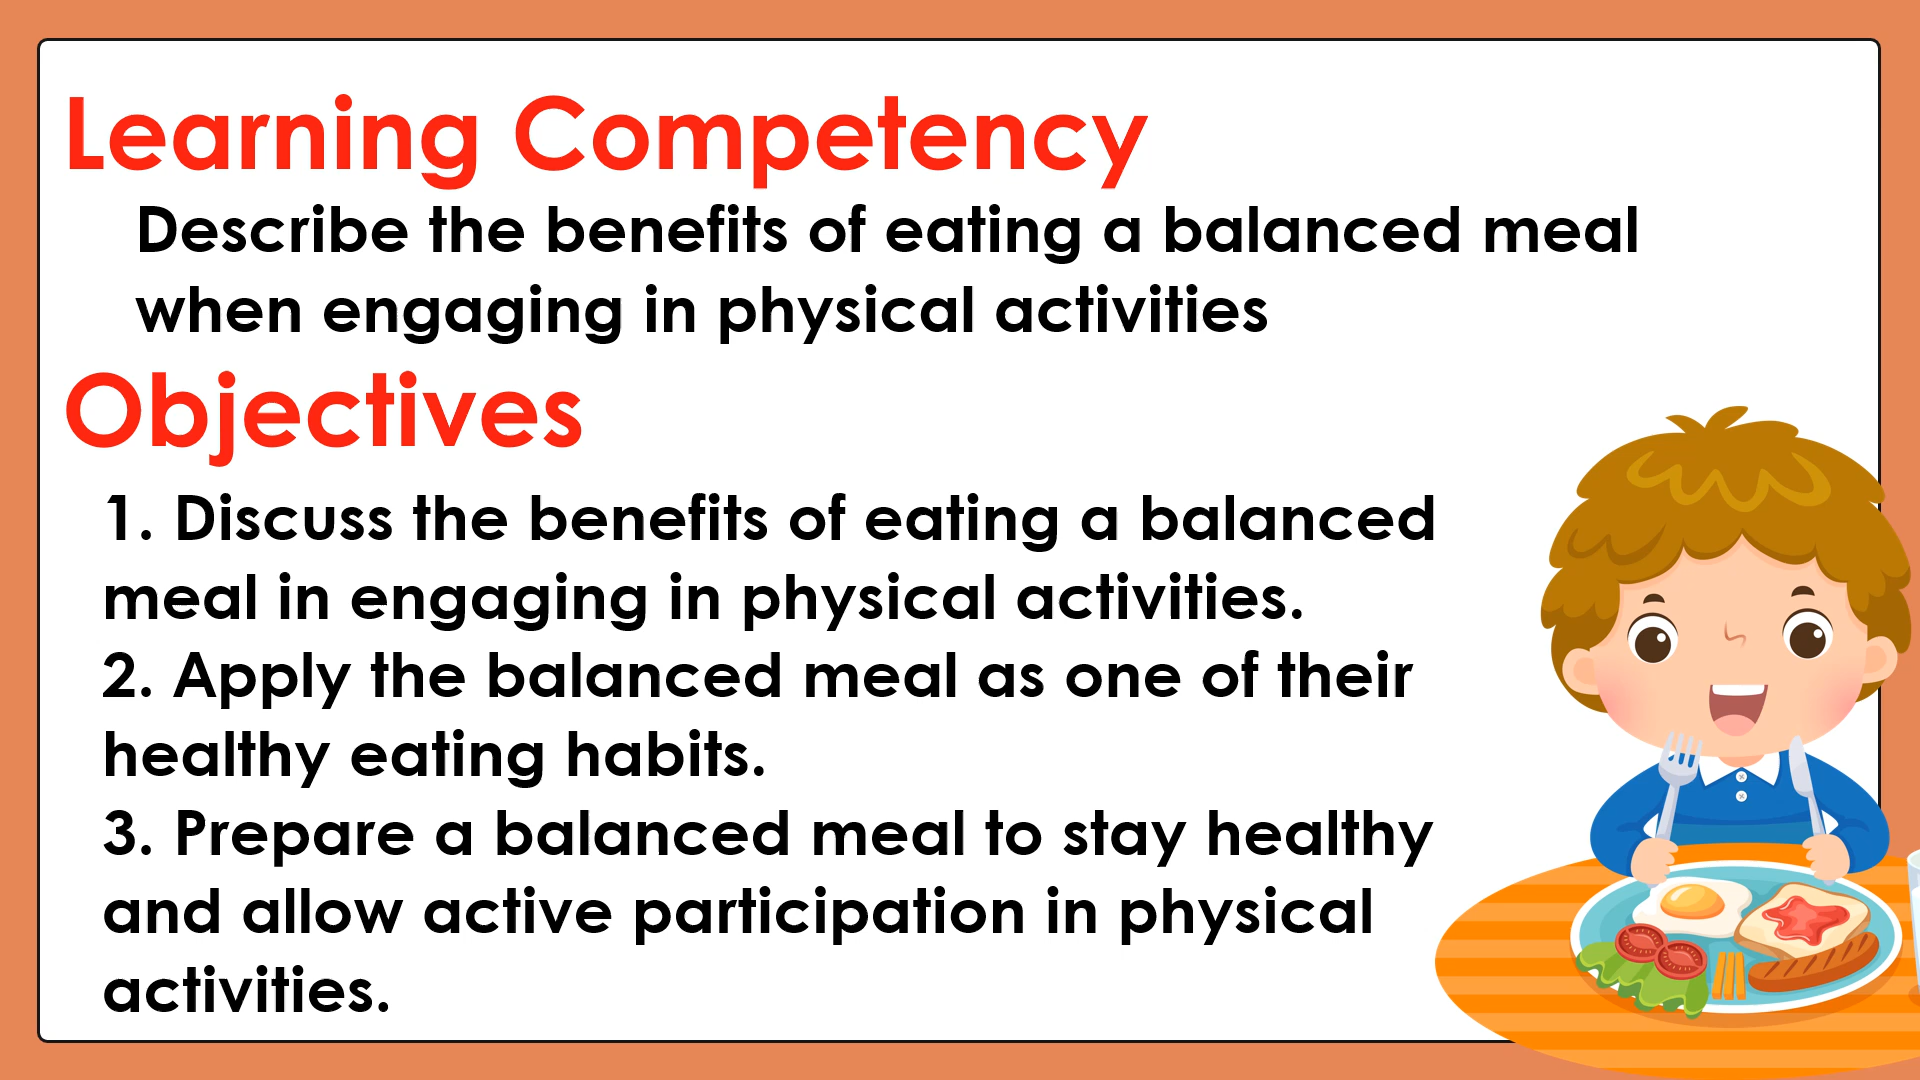 Learning Competency
Describe the benefits of eating a balanced meal
when engaging in physical activities
Objectives
1. Discuss the benefits of eating a balanced
meal in engaging in physical activities.
2. Apply the balanced meal as one of their
healthy eating habits.
3. Prepare a balanced meal to stay healthy
and allow active participation in physical
activities.